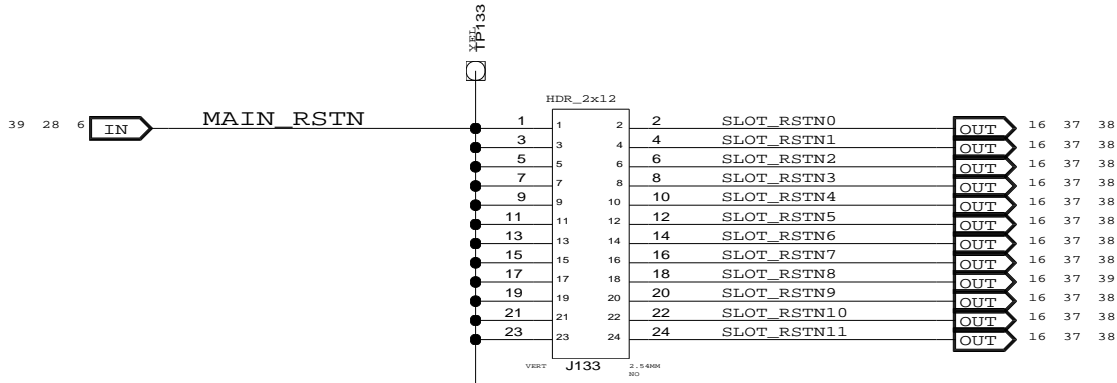 YEL
TP133
HDR_2x12
39 28 6 IN MAIN_RSTN
1 1 2 2 SLOT_RSTN0 OUT 16 37 38
3 3 4 4 SLOT_RSTN1 OUT 16 37 38
5 5 6 6 SLOT_RSTN2 OUT 16 37 38
7 7 8 8 SLOT_RSTN3 OUT 16 37 38
9 9 10 10 SLOT_RSTN4 OUT 16 37 38
11 11 12 12 SLOT_RSTN5 OUT 16 37 38
13 13 14 14 SLOT_RSTN6 OUT 16 37 38
15 15 16 16 SLOT_RSTN7 OUT 16 37 38
17 17 18 18 SLOT_RSTN8 OUT 16 37 39
19 19 20 20 SLOT_RSTN9 OUT 16 37 38
21 21 22 22 SLOT_RSTN10 OUT 16 37 38
23 23 24 24 SLOT_RSTN11 OUT 16 37 38
VERT J133 2.54MM
NO